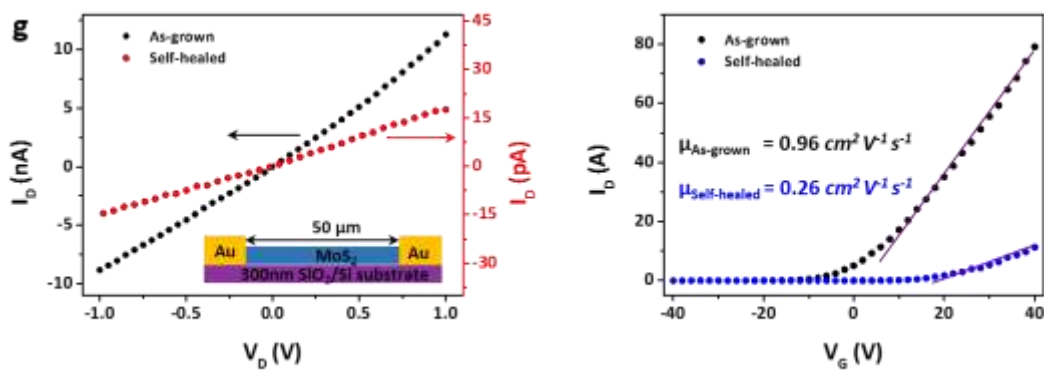 g
As-grown
Self-healed
I_D (nA)
10
5
0
-5
-10
I_D (pA)
45
30
15
0
-15
-30
50 μm
Au
MoS₂
Au
300nm SiO₂/Si substrate
-1.0
-0.5
0.0
0.5
1.0
V_D (V)
As-grown
Self-healed
I_D (A)
80
60
40
20
0
μ_As-grown = 0.96 cm² V⁻¹ s⁻¹
μ_Self-healed = 0.26 cm² V⁻¹ s⁻¹
-40
-20
0
20
40
V_G (V)